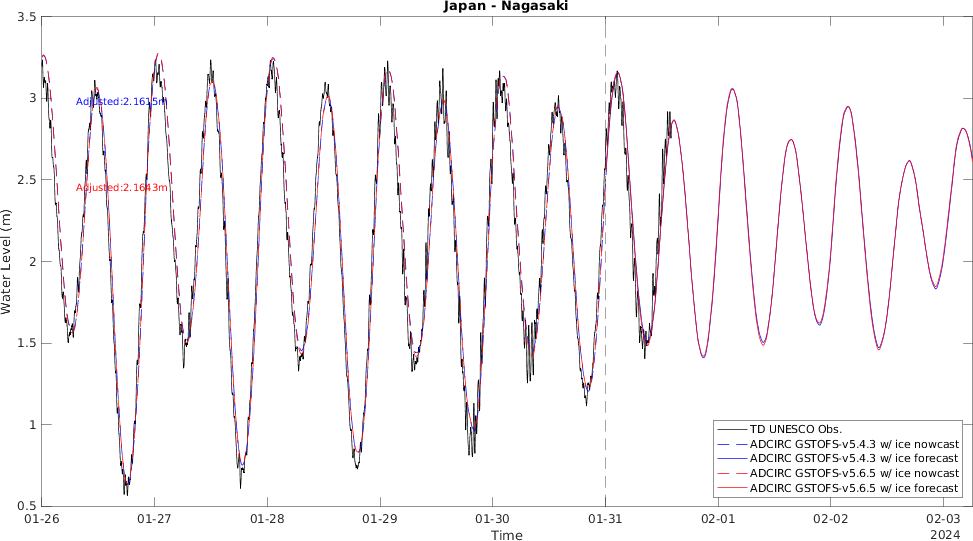 Japan - Nagasaki
3.5
3
2.5
2
1.5
1
0.5
Water Level (m)
Adjusted:2.1615m
Adjusted:2.1643m
TD UNESCO Obs.
ADCIRC GSTOFS-v5.4.3 w/ ice nowcast
ADCIRC GSTOFS-v5.4.3 w/ ice forecast
ADCIRC GSTOFS-v5.6.5 w/ ice nowcast
ADCIRC GSTOFS-v5.6.5 w/ ice forecast
01-26 01-27 01-28 01-29 01-30 01-31 02-01 02-02 02-03
Time
2024